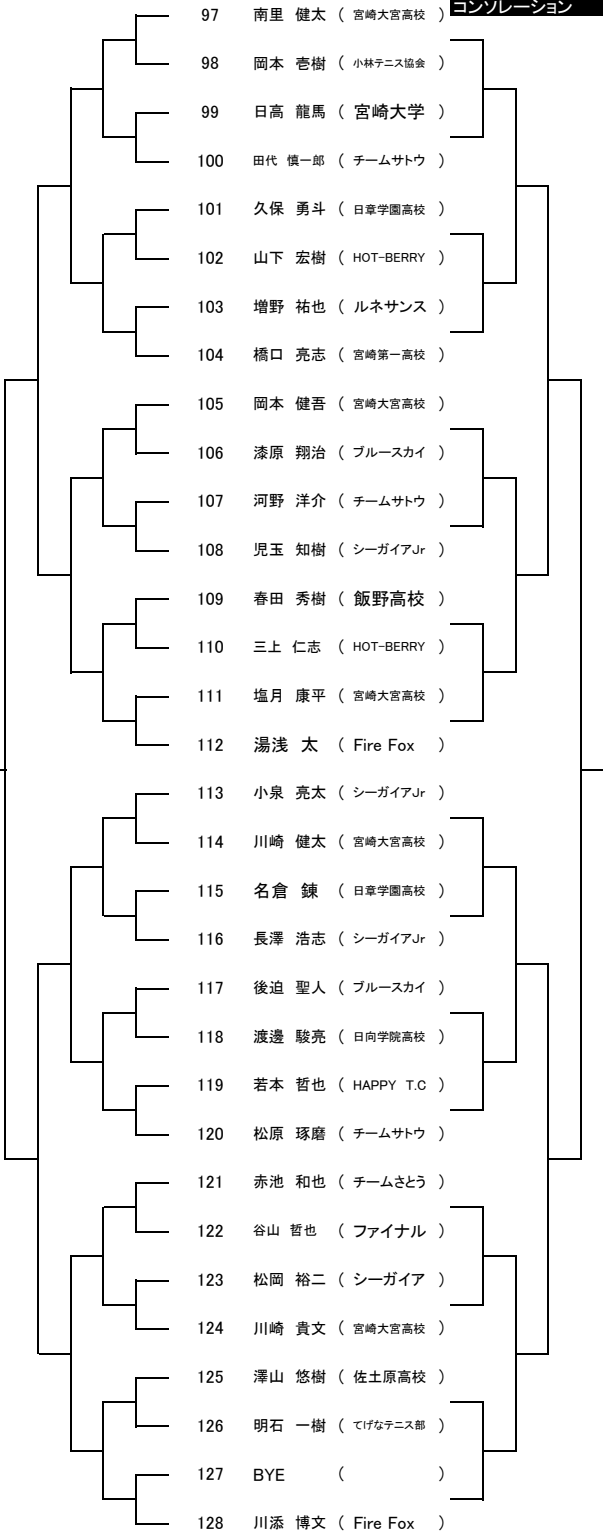 コンソレーション
97 南里 健太 ( 宮崎大宮高校 )
98 岡本 壱樹 ( 小林テニス協会 )
99 日高 龍馬 ( 宮崎大学 )
100 田代 慎一郎 ( チームサトウ )
101 久保 勇斗 ( 日章学園高校 )
102 山下 宏樹 ( HOT-BERRY )
103 増野 祐也 ( ルネサンス )
104 橋口 亮志 ( 宮崎第一高校 )
105 岡本 健吾 ( 宮崎大宮高校 )
106 漆原 翔治 ( ブルースカイ )
107 河野 洋介 ( チームサトウ )
108 児玉 知樹 ( シーガイアJr )
109 春田 秀樹 ( 飯野高校 )
110 三上 仁志 ( HOT-BERRY )
111 塩月 康平 ( 宮崎大宮高校 )
112 湯浅 太 ( Fire Fox )
113 小泉 亮太 ( シーガイアJr )
114 川崎 健太 ( 宮崎大宮高校 )
115 名倉 錬 ( 日章学園高校 )
116 長澤 浩志 ( シーガイアJr )
117 後迫 聖人 ( ブルースカイ )
118 渡邊 駿亮 ( 日向学院高校 )
119 若本 哲也 ( HAPPY T.C )
120 松原 琢磨 ( チームサトウ )
121 赤池 和也 ( チームさとう )
122 谷山 哲也 ( ファイナル )
123 松岡 裕二 ( シーガイア )
124 川崎 貴文 ( 宮崎大宮高校 )
125 澤山 悠樹 ( 佐土原高校 )
126 明石 一樹 ( てげなテニス部 )
127 BYE ( )
128 川添 博文 ( Fire Fox )